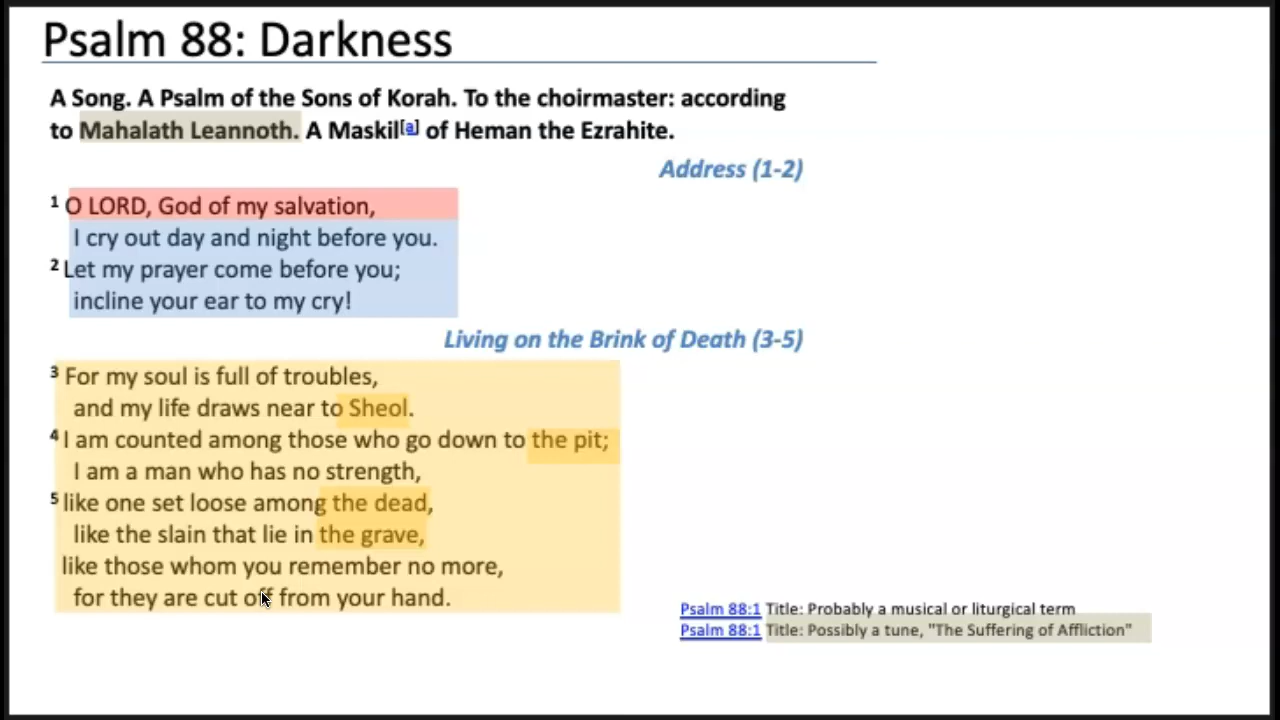 Psalm 88: Darkness
A Song. A Psalm of the Sons of Korah. To the choirmaster: according
to Mahalath Leannoth. A Maskil[a] of Heman the Ezrahite.
Address (1-2)
1 O LORD, God of my salvation,
I cry out day and night before you.
2 Let my prayer come before you;
incline your ear to my cry!
Living on the Brink of Death (3-5)
3 For my soul is full of troubles,
and my life draws near to Sheol.
4 I am counted among those who go down to the pit;
I am a man who has no strength,
5 like one set loose among the dead,
like the slain that lie in the grave,
like those whom you remember no more,
for they are cut off from your hand.
Psalm 88:1 Title: Probably a musical or liturgical term
Psalm 88:1 Title: Possibly a tune, "The Suffering of Affliction"